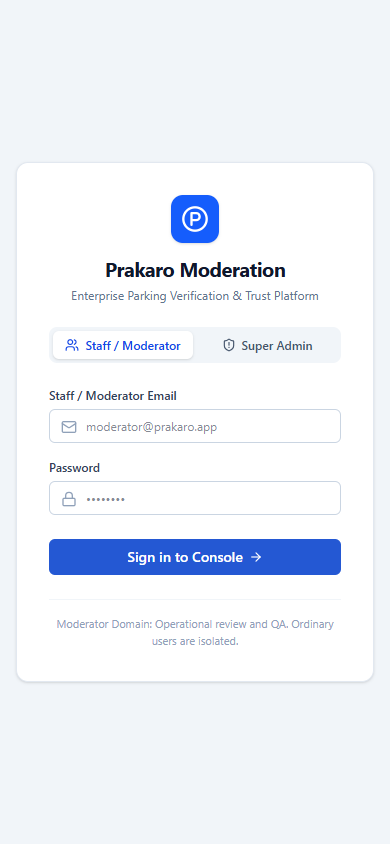 P
Prakaro Moderation
Enterprise Parking Verification & Trust Platform
Staff / Moderator
Super Admin
Staff / Moderator Email
moderator@prakaro.app
Password
••••••••
Sign in to Console →
Moderator Domain: Operational review and QA. Ordinary
users are isolated.